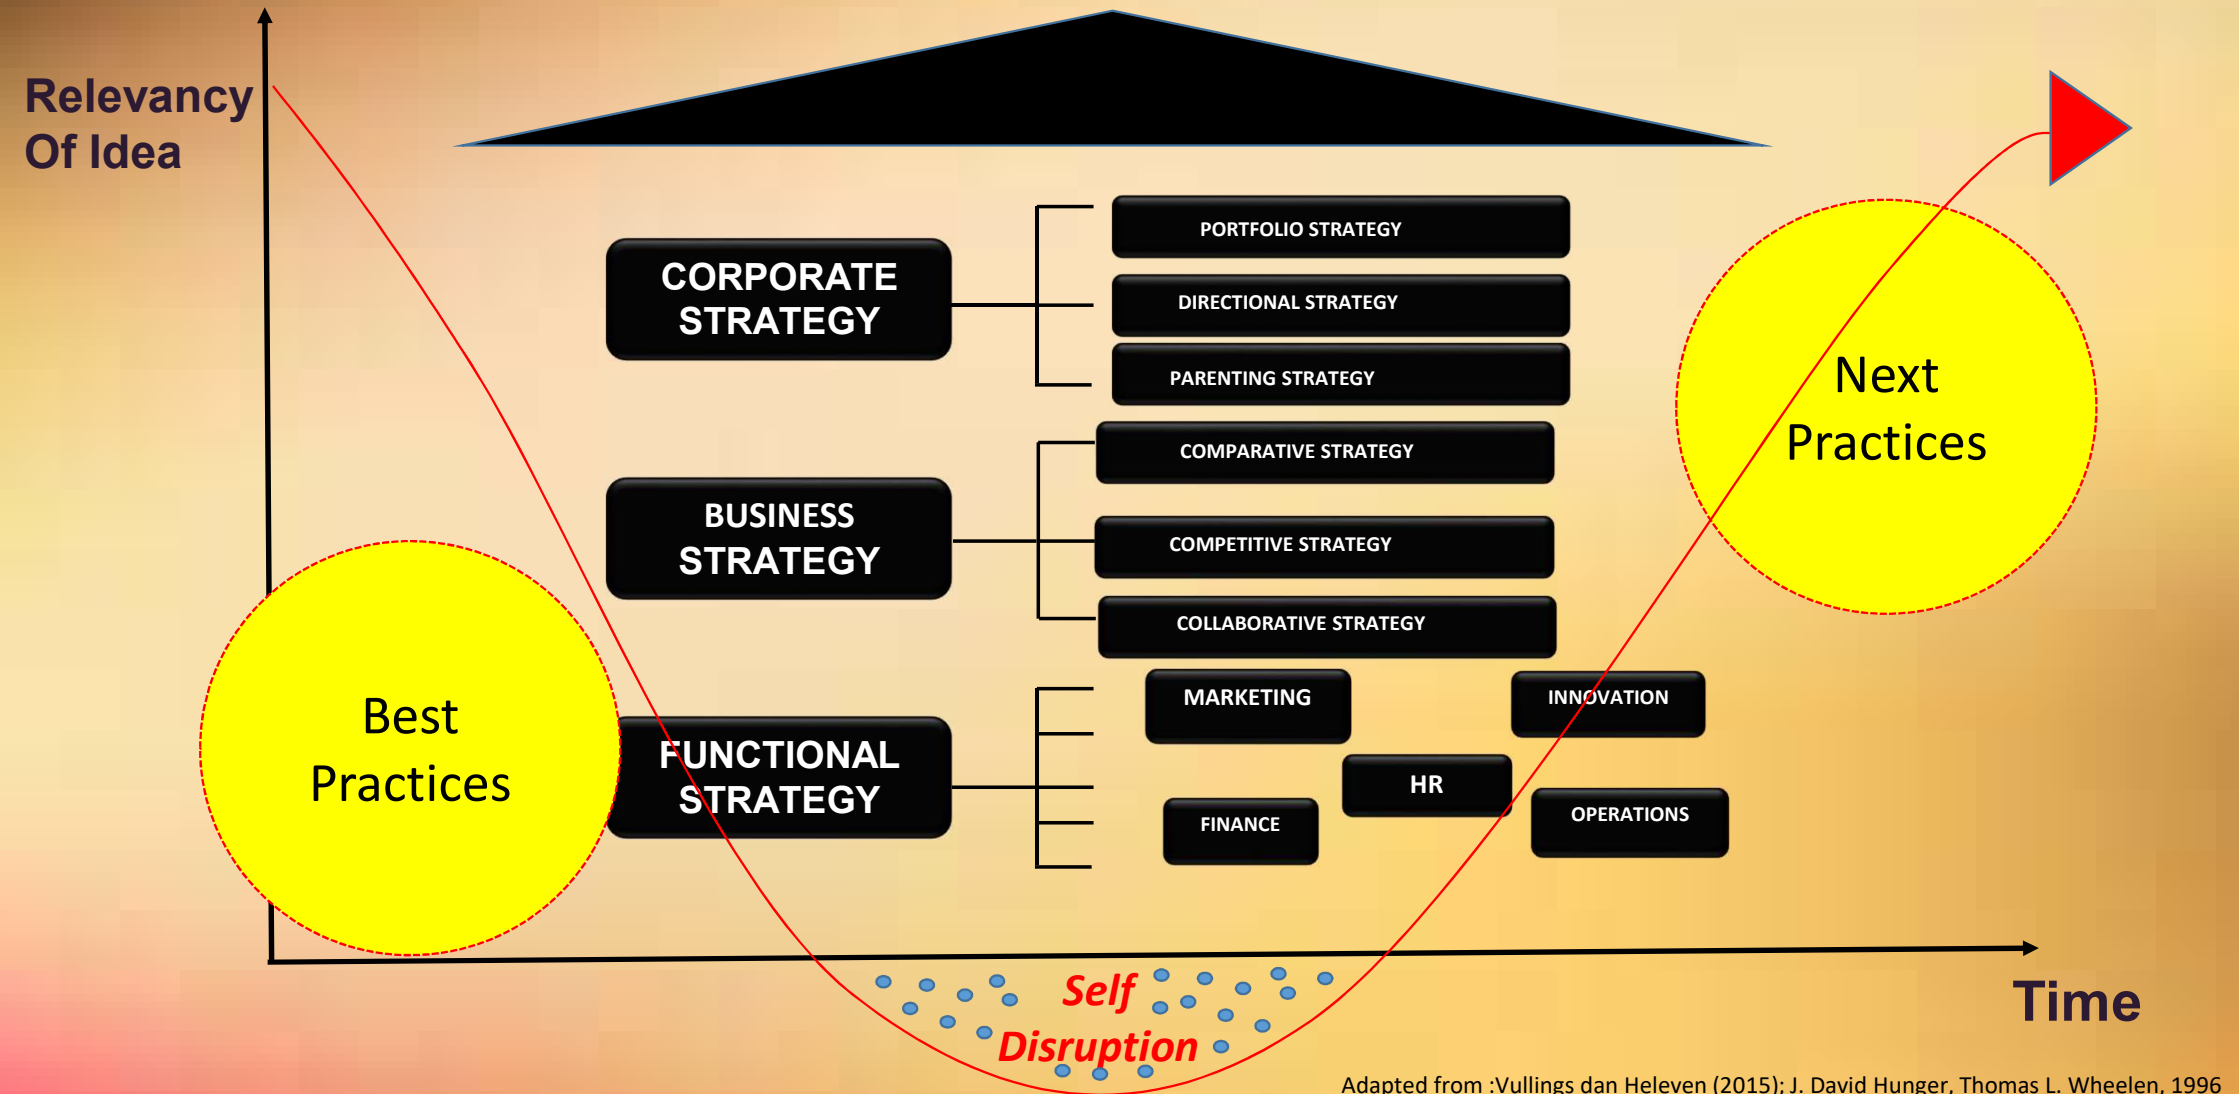 Relevancy
Of Idea
CORPORATE
STRATEGY
PORTFOLIO STRATEGY
DIRECTIONAL STRATEGY
PARENTING STRATEGY
BUSINESS
STRATEGY
COMPARATIVE STRATEGY
COMPETITIVE STRATEGY
COLLABORATIVE STRATEGY
FUNCTIONAL
STRATEGY
MARKETING
INNOVATION
HR
FINANCE
OPERATIONS
Best
Practices
Next
Practices
Self
Disruption
Time
Adapted from :Vullings dan Heleven (2015); J. David Hunger, Thomas L. Wheelen, 1996